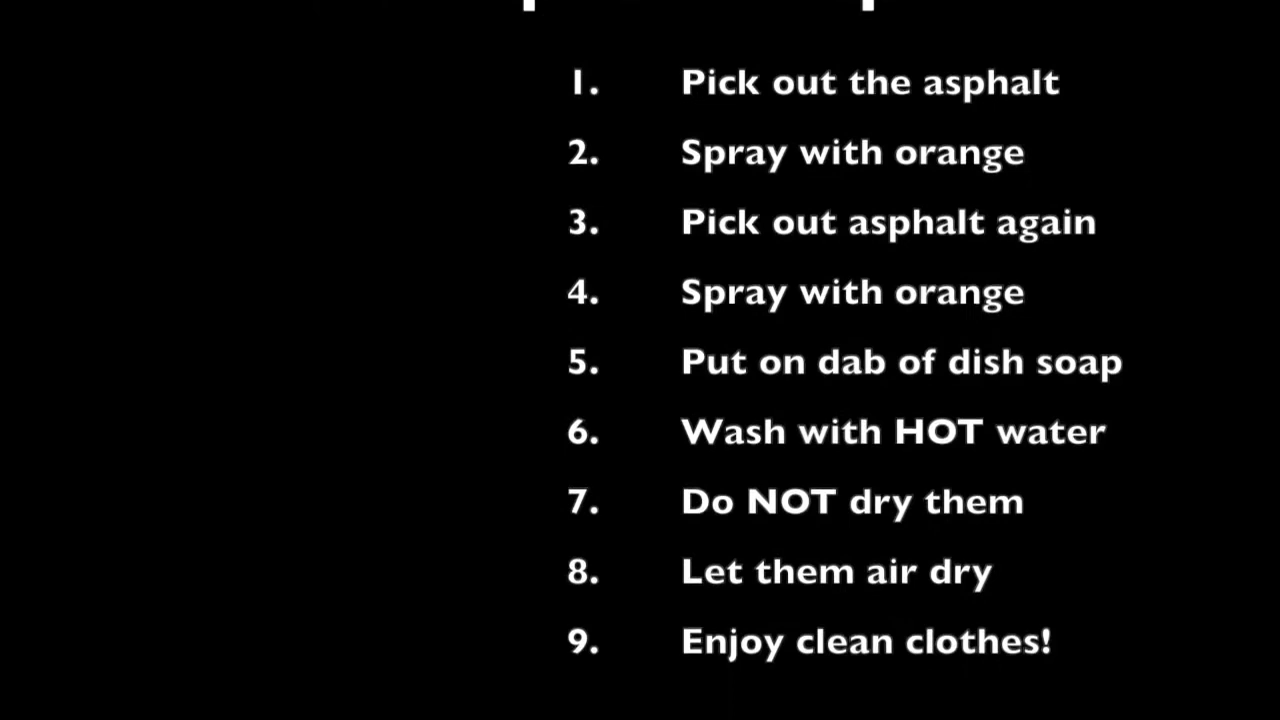 1. Pick out the asphalt
2. Spray with orange
3. Pick out asphalt again
4. Spray with orange
5. Put on dab of dish soap
6. Wash with HOT water
7. Do NOT dry them
8. Let them air dry
9. Enjoy clean clothes!